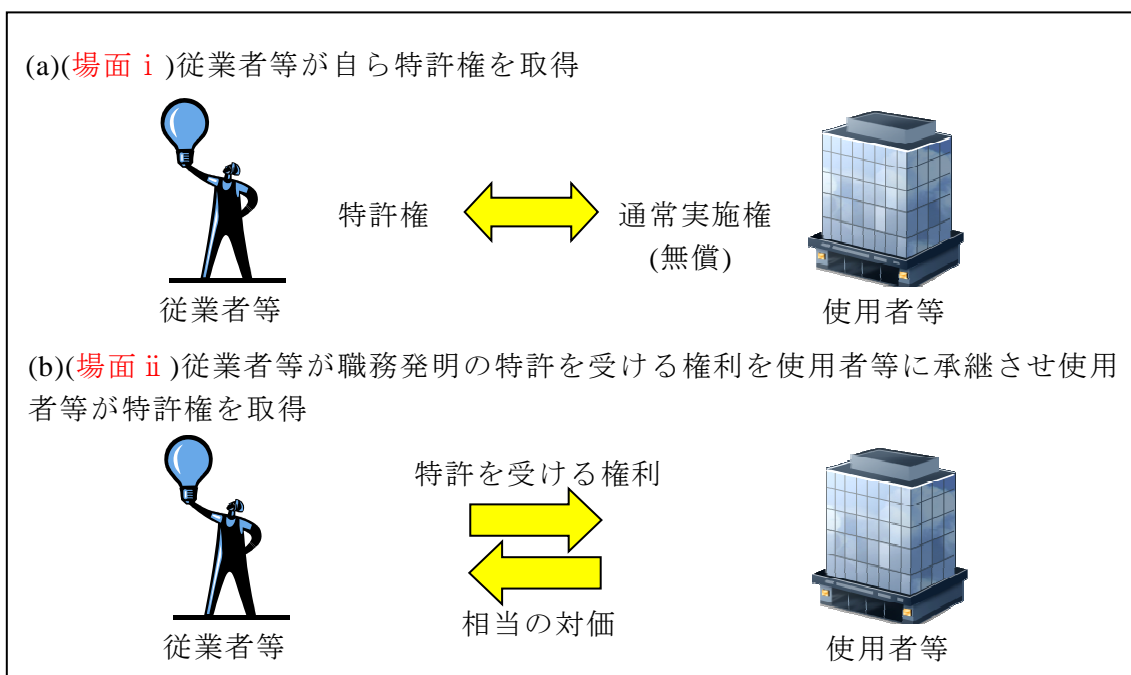 (a)(場面ⅰ)従業者等が自ら特許権を取得
特許権
通常実施権
(無償)
従業者等
使用者等
(b)(場面ⅱ)従業者等が職務発明の特許を受ける権利を使用者等に承継させ使用
者等が特許権を取得
特許を受ける権利
相当の対価
従業者等
使用者等